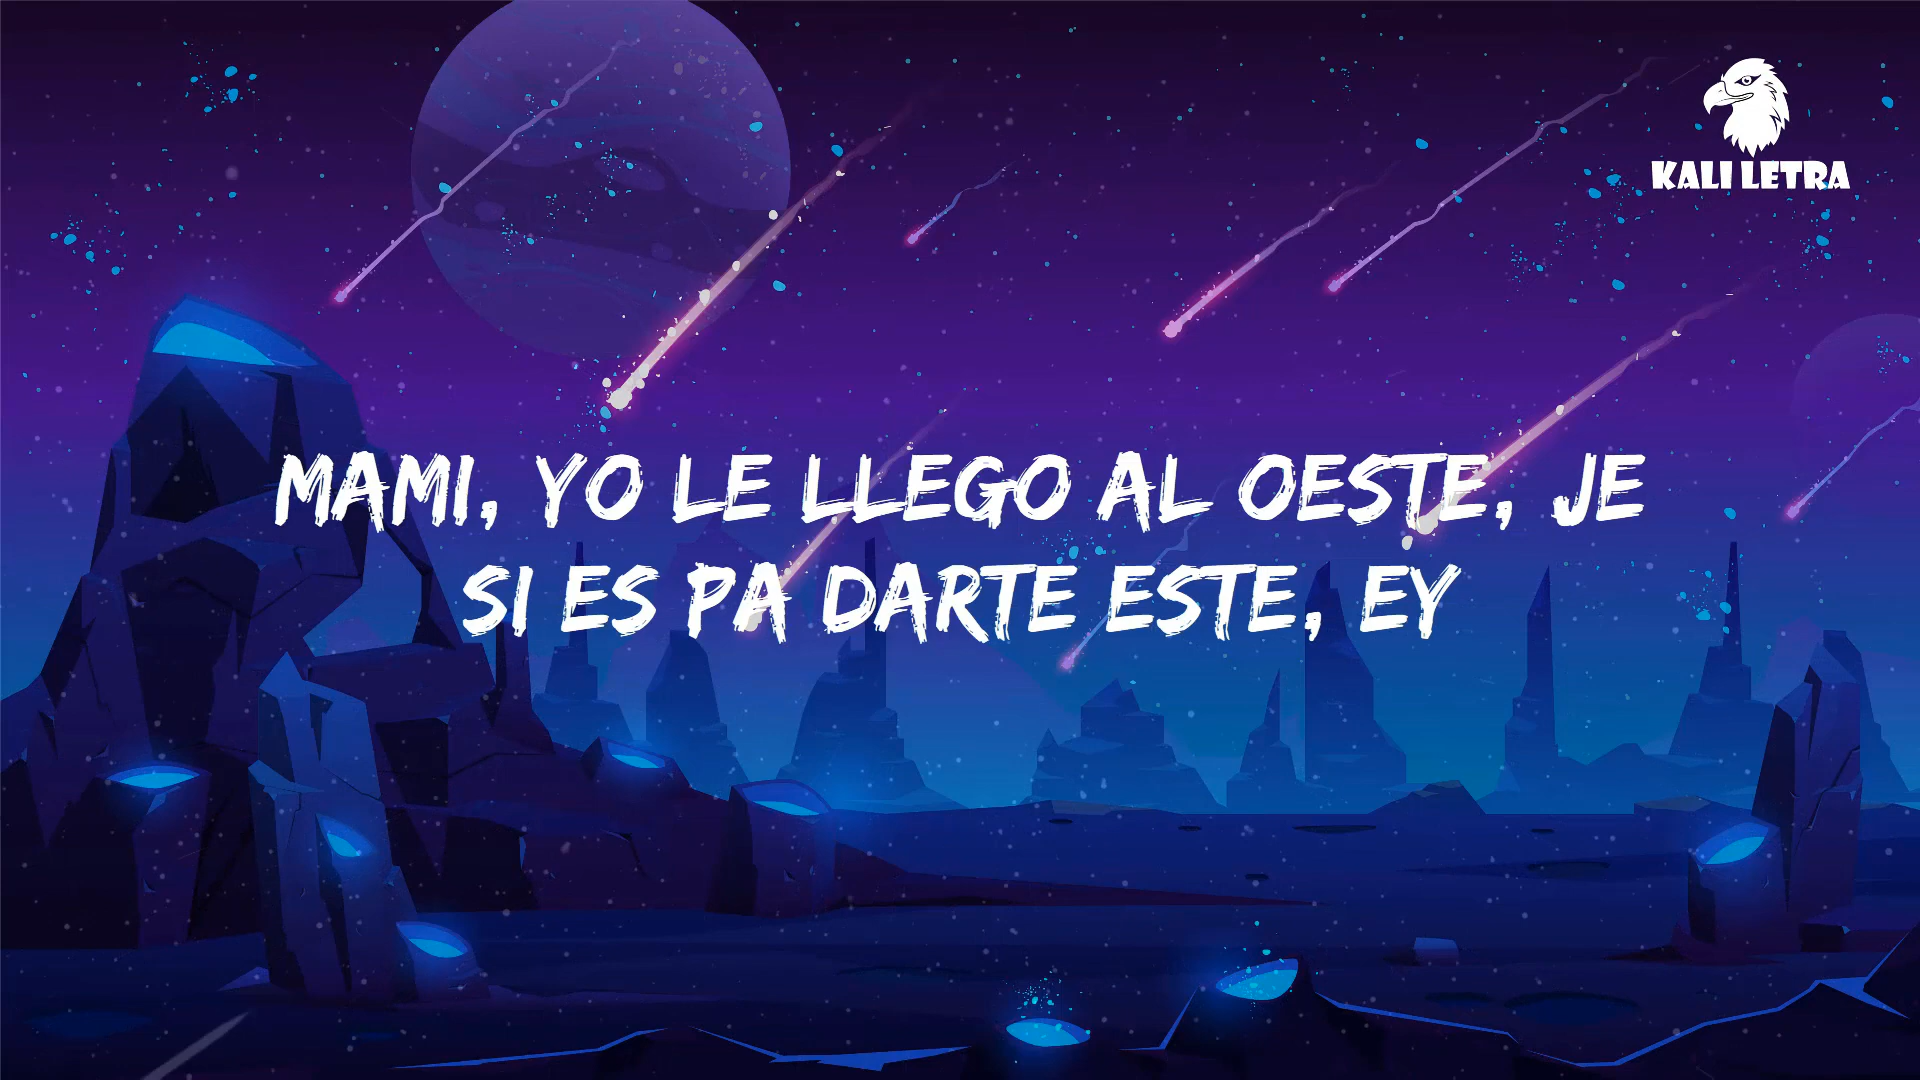 KALI LETRA
MAMI, YO LE LLEGO AL OESTE, JE
SI ES PA DARTE ESTE, EY